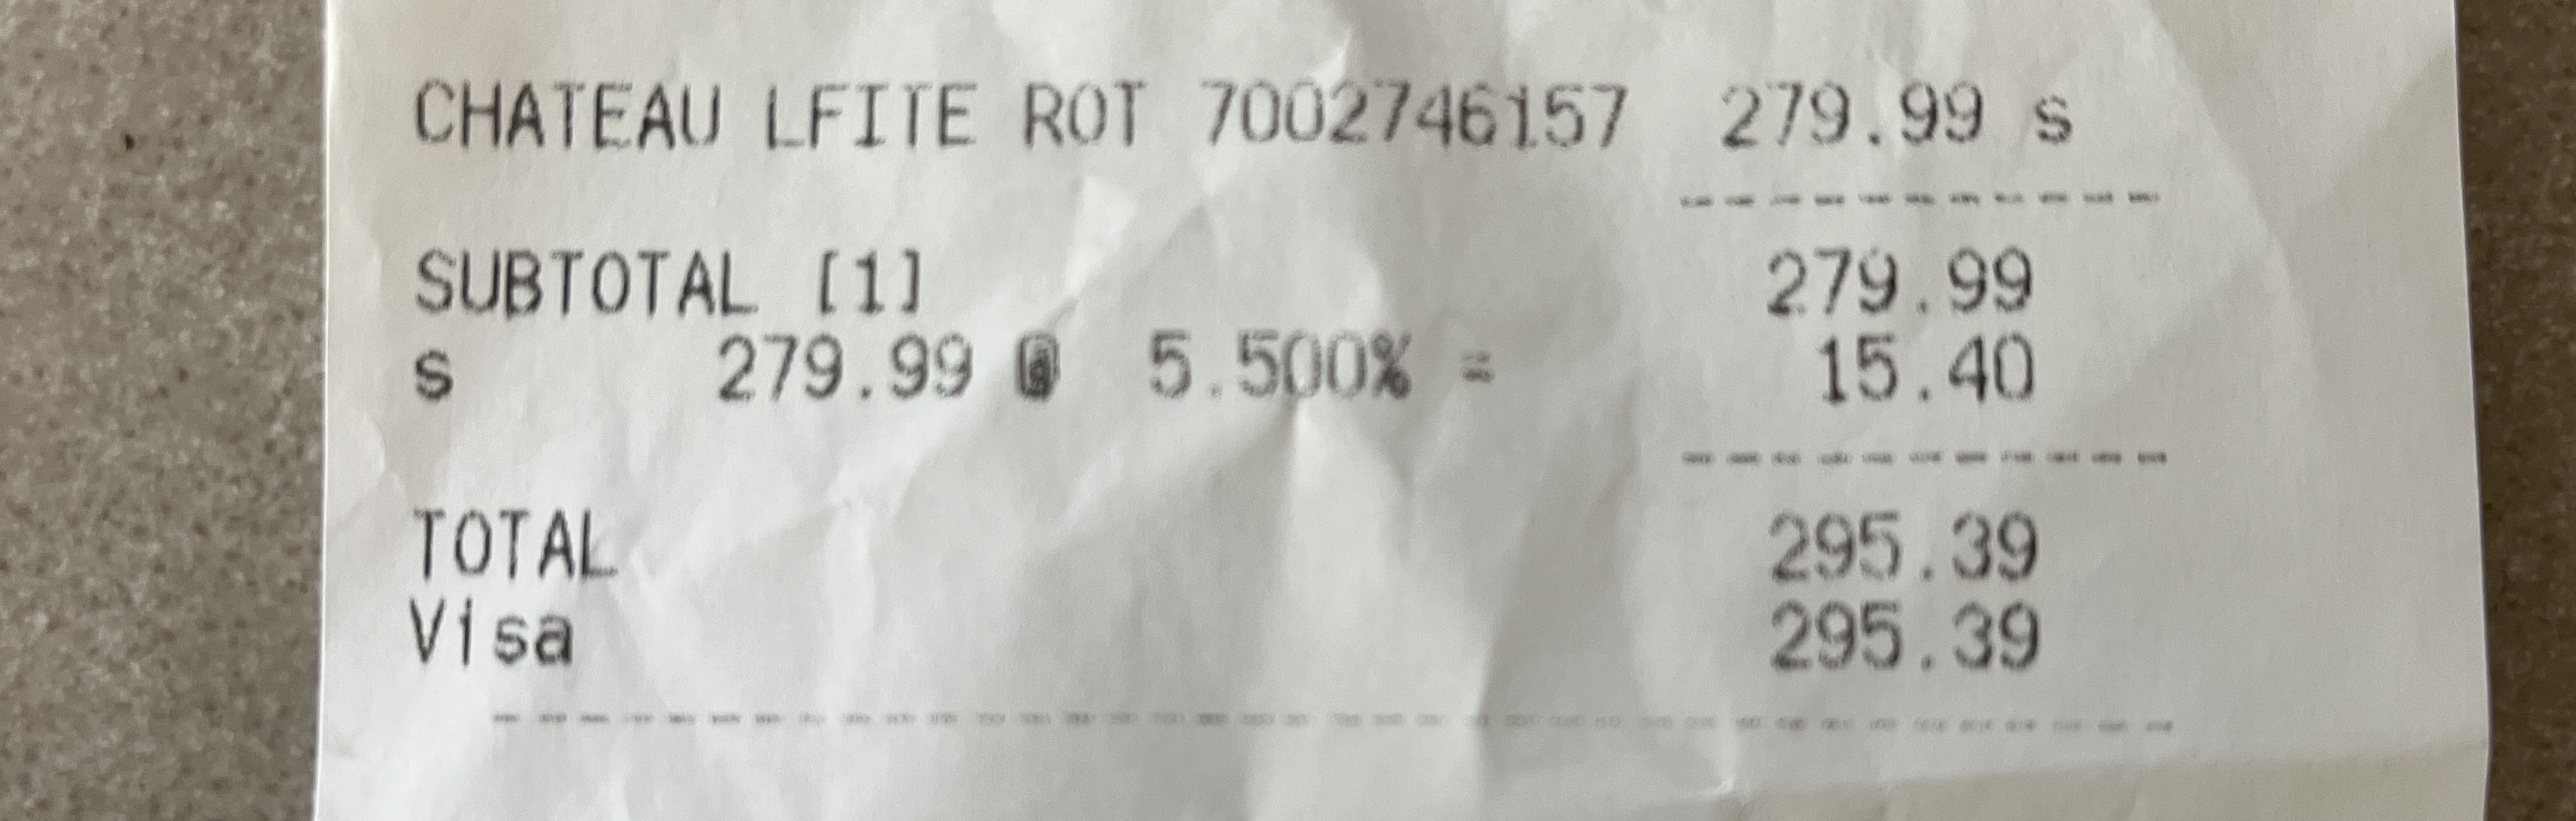 CHATEAU LFITE ROT 7002746157 279.99 s
SUBTOTAL [1] 279.99
s 279.99 @ 5.500% = 15.40
TOTAL 295.39
Visa 295.39